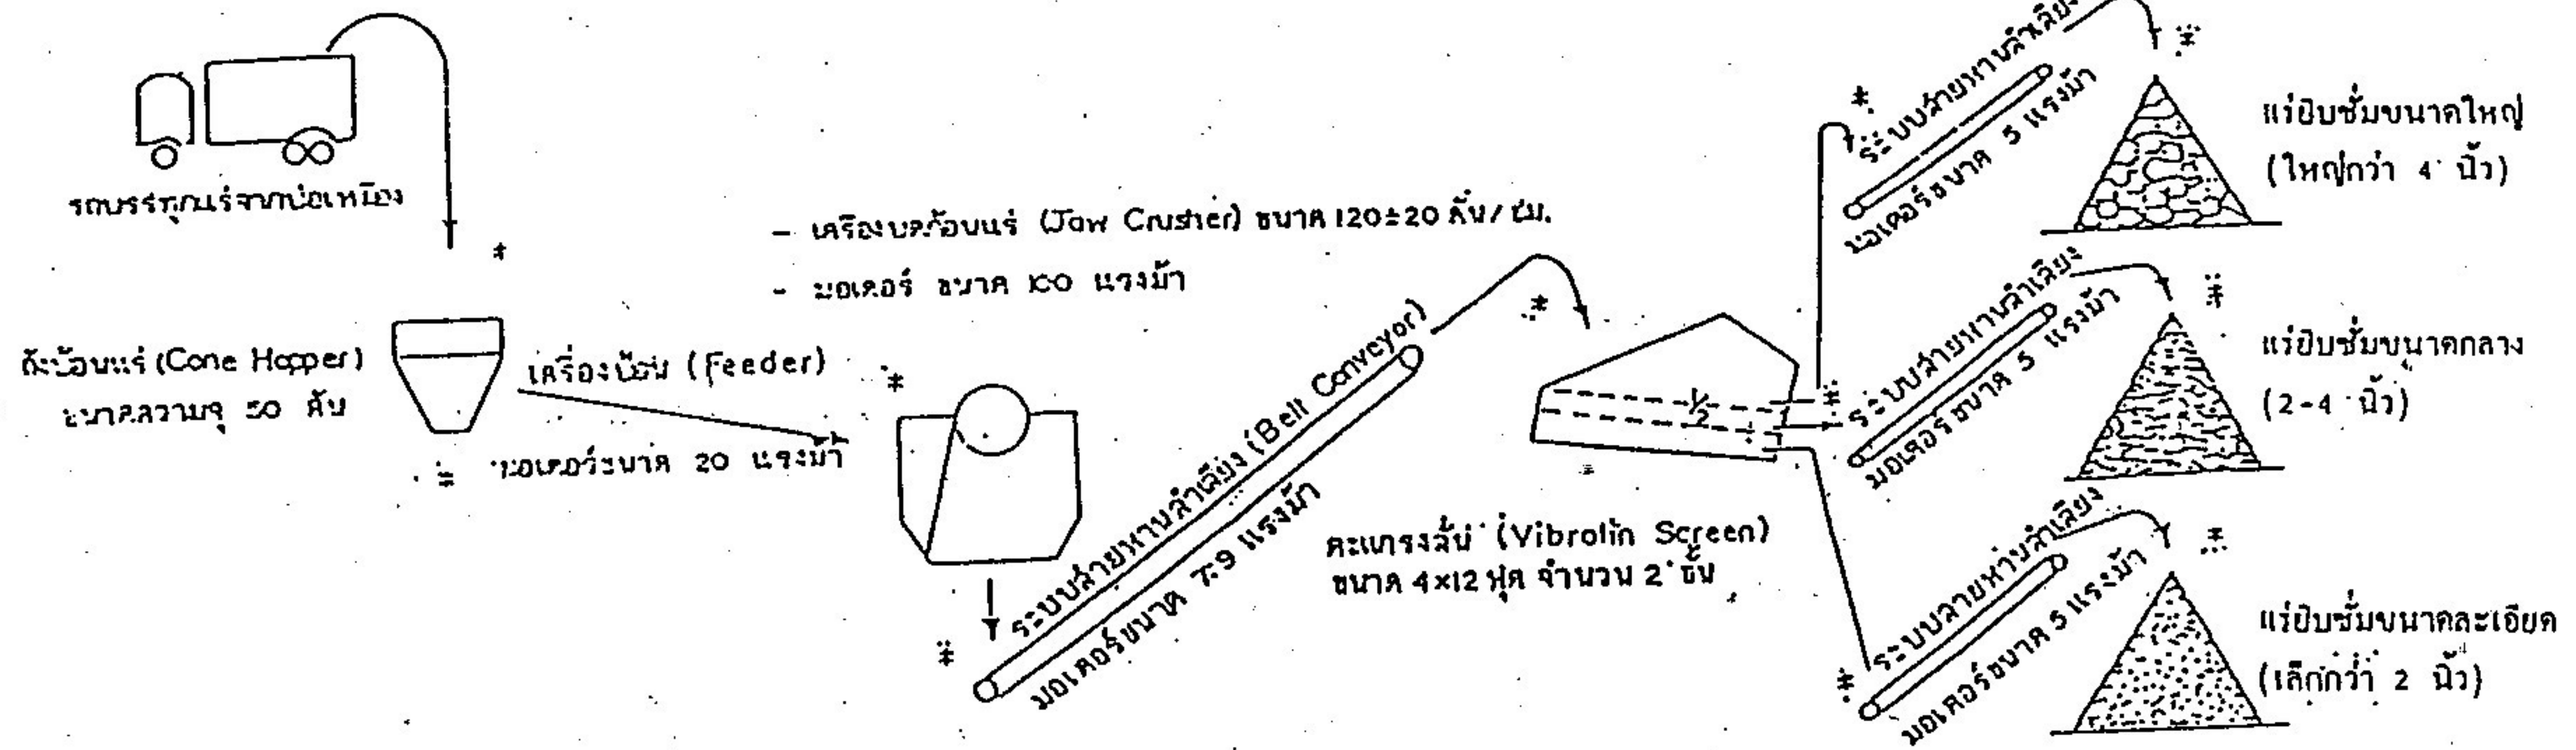 รถบรรทุกแร่จากบ่อเหมือง
ถังป้อนแร่ (Cone Hopper)
ขนาดความจุ 50 ตัน
เครื่องป้อน (Feeder)
มอเตอร์ขนาด 20 แรงม้า
- เครื่องบดก้อนแร่ (Jaw Crusher) ขนาด 120±20 ตัน/ชม.
- มอเตอร์ ขนาด 100 แรงม้า
ระบบสายพานลำเลียง (Belt Conveyor)
มอเตอร์ขนาด 7.9 แรงม้า
ตะแกรงสั่น (Vibrolin Screen)
ขนาด 4x12 ฟุต จำนวน 2 ชั้น
ระบบสายพานลำเลียง
มอเตอร์ขนาด 5 แรงม้า
แร่ยิบซั่มขนาดใหญ่
(ใหญ่กว่า 4 นิ้ว)
ระบบสายพานลำเลียง
มอเตอร์ขนาด 5 แรงม้า
แร่ยิบซั่มขนาดกลาง
(2-4 นิ้ว)
ระบบสายพานลำเลียง
มอเตอร์ขนาด 5 แรงม้า
แร่ยิบซั่มขนาดละเอียด
(เล็กกว่า 2 นิ้ว)